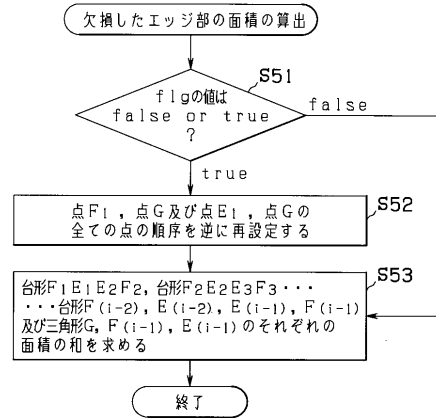 欠損したエッジ部の面積の算出
S51
flgの値は
false or true
?
false
true
S52
点F1，点G及び点E1，点Gの
全ての点の順序を逆に再設定する
S53
台形F1E1E2F2，台形F2E2E3F3・・・
・・・台形F(i-2)，E(i-2)，E(i-1)，F(i-1)
及び三角形G，F(i-1)，E(i-1)のそれぞれの
面積の和を求める
終了